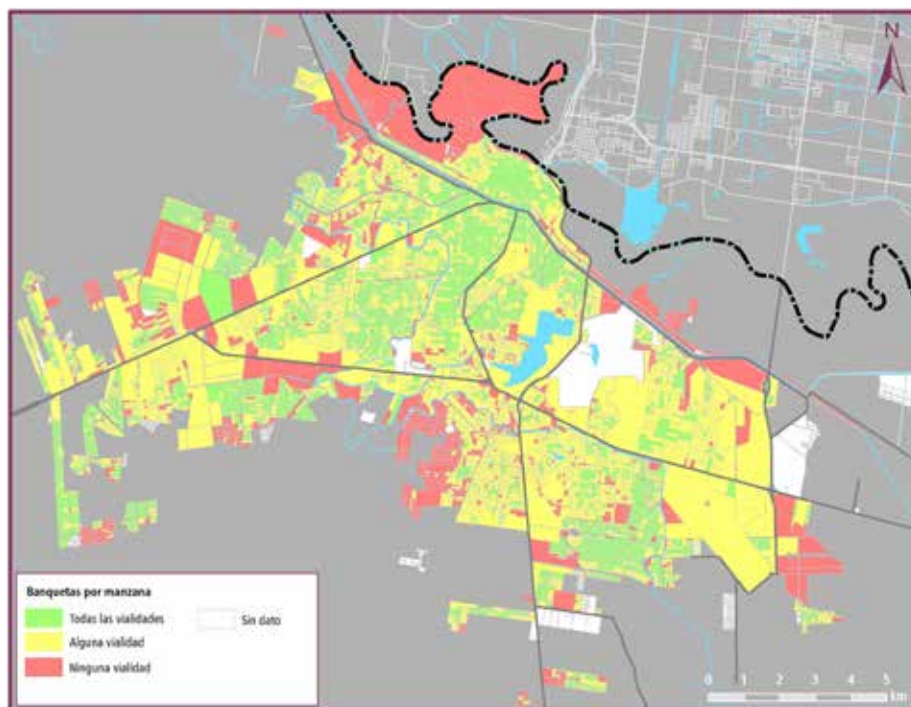 N
Banquetas por manzana
Todas las vialidades
Sin dato
Alguna vialidad
Ninguna vialidad
0 1 2 3 4 5
km